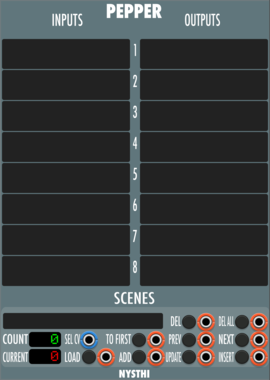 PEPPER
INPUTS OUTPUTS
1
2
3
4
5
6
7
8
SCENES
DEL DEL ALL
COUNT 0 SEL CV TO FIRST PREV NEXT
CURRENT 0 LOAD ADD UPDATE INSERT
NYSTHI